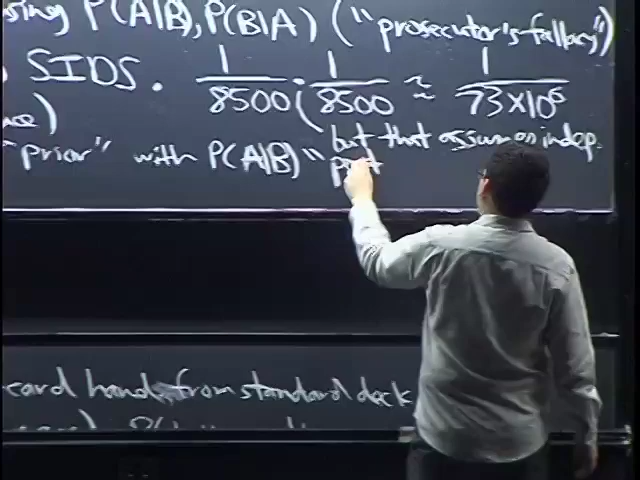 using P(A|B), P(B|A) ("prosecutor's fallacy")
SIDS. 1/8500 · (1/8500 ≈ 1/73×10⁶
but that assumes indep.
"prior" with P(A|B) "
card hand, from standard deck